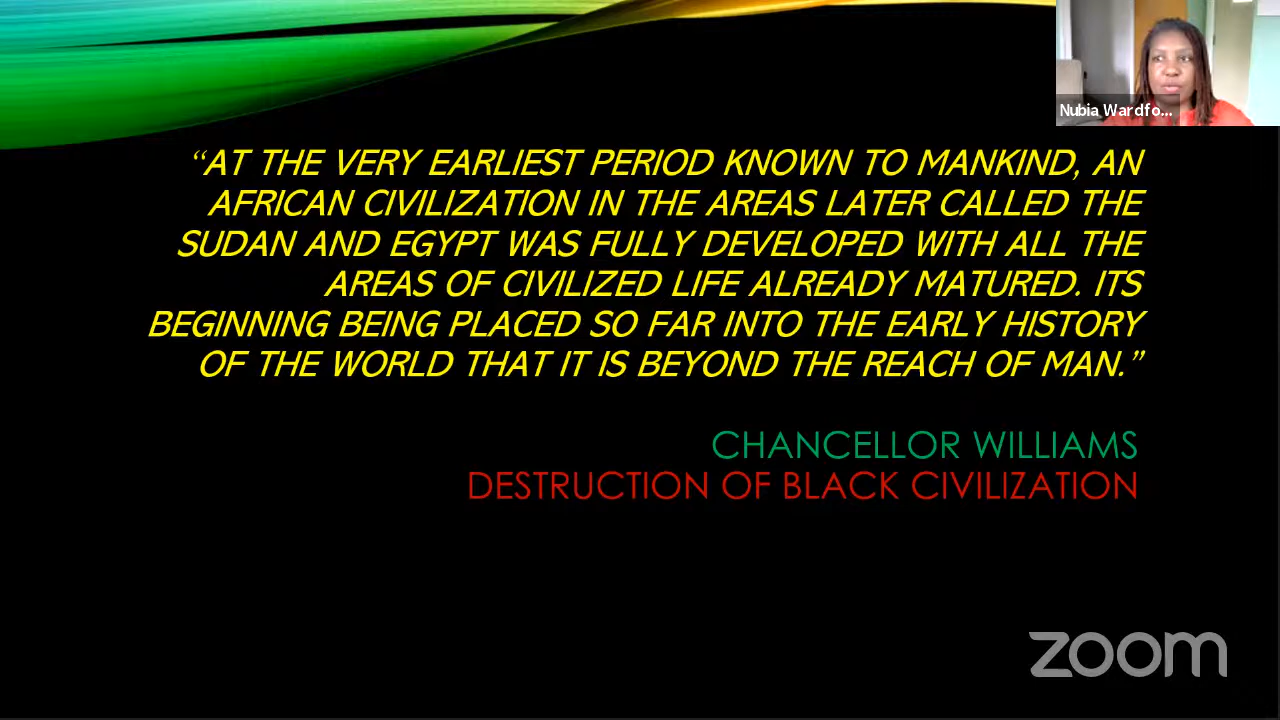 Nubia Wardfo...
“AT THE VERY EARLIEST PERIOD KNOWN TO MANKIND, AN
AFRICAN CIVILIZATION IN THE AREAS LATER CALLED THE
SUDAN AND EGYPT WAS FULLY DEVELOPED WITH ALL THE
AREAS OF CIVILIZED LIFE ALREADY MATURED. ITS
BEGINNING BEING PLACED SO FAR INTO THE EARLY HISTORY
OF THE WORLD THAT IT IS BEYOND THE REACH OF MAN.”
CHANCELLOR WILLIAMS
DESTRUCTION OF BLACK CIVILIZATION
zoom